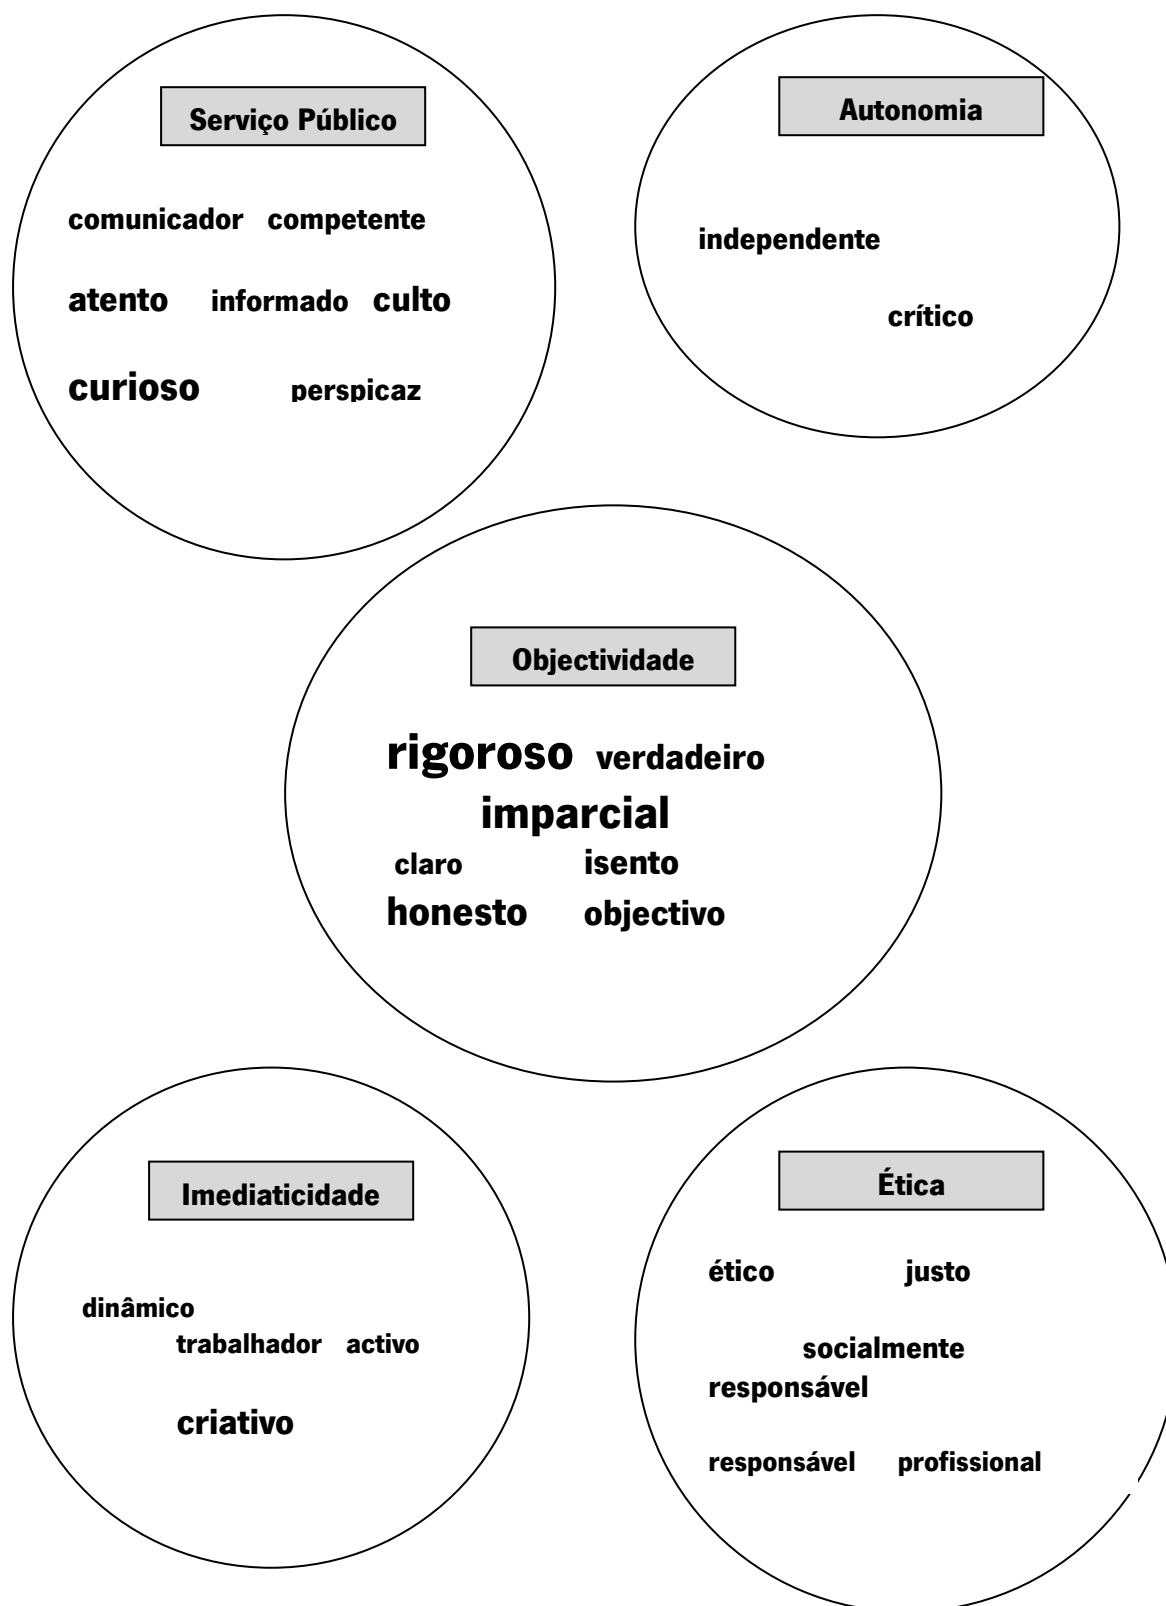 Serviço Público
comunicador competente
atento informado culto
curioso perspicaz
Autonomia
independente
crítico
Objectividade
rigoroso verdadeiro
imparcial
claro isento
honesto objectivo
Imediaticidade
dinâmico
trabalhador activo
criativo
Ética
ético justo
socialmente
responsável
responsável profissional